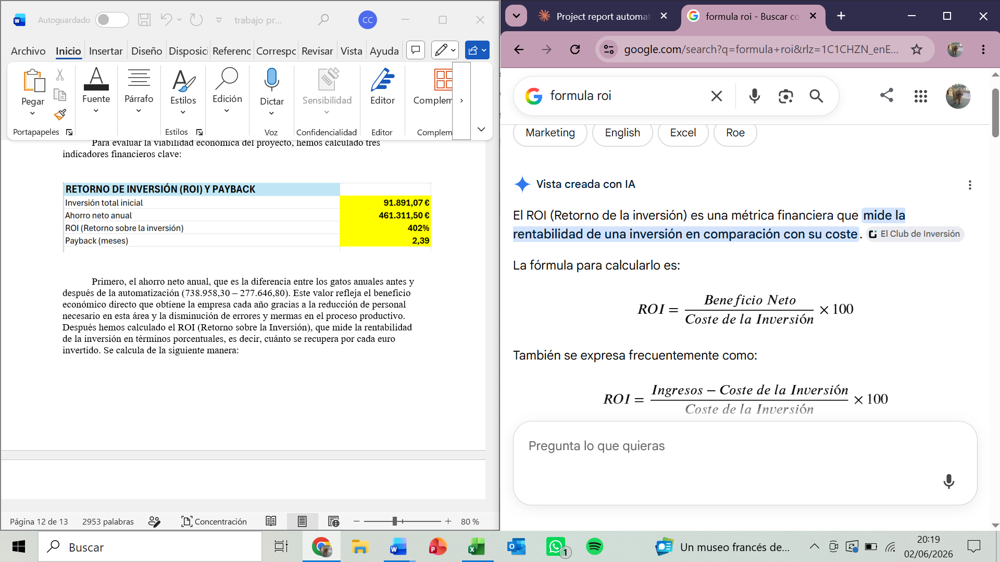 Autoguardado
trabajo pr...
CC
Archivo
Inicio
Insertar
Diseño
Disposici
Referenc
Correspc
Revisar
Vista
Ayuda
Pegar
Fuente
Párrafo
Estilos
Edición
Dictar
Sensibilidad
Editor
Complem
Portapapeles
Estilos
Voz
Confidencialidad
Editor
Complem
Para evaluar la viabilidad económica del proyecto, hemos calculado tres
indicadores financieros clave:
RETORNO DE INVERSIÓN (ROI) Y PAYBACK
Inversión total inicial 91.891,07 €
Ahorro neto anual 461.311,50 €
ROI (Retorno sobre la inversión) 402%
Payback (meses) 2,39
Primero, el ahorro neto anual, que es la diferencia entre los gatos anuales antes y
después de la automatización (738.958,30 – 277.646,80). Este valor refleja el beneficio
económico directo que obtiene la empresa cada año gracias a la reducción de personal
necesario en esta área y la disminución de errores y mermas en el proceso productivo.
Después hemos calculado el ROI (Retorno sobre la Inversión), que mide la rentabilidad
de la inversión en términos porcentuales, es decir, cuánto se recupera por cada euro
invertido. Se calcula de la siguiente manera:
Página 12 de 13
2953 palabras
Concentración
80 %
Project report automat
formula roi - Buscar co
google.com/search?q=formula+roi&rlz=1C1CHZN_enE...
formula roi
Marketing
English
Excel
Roe
Vista creada con IA
El ROI (Retorno de la inversión) es una métrica financiera que mide la
rentabilidad de una inversión en comparación con su coste. El Club de Inversión
La fórmula para calcularlo es:
ROI = Beneficio Neto / Coste de la Inversión × 100
También se expresa frecuentemente como:
ROI = Ingresos − Coste de la Inversión / Coste de la Inversión × 100
Pregunta lo que quieras
Buscar
1
Un museo francés de...
20:19
02/06/2026